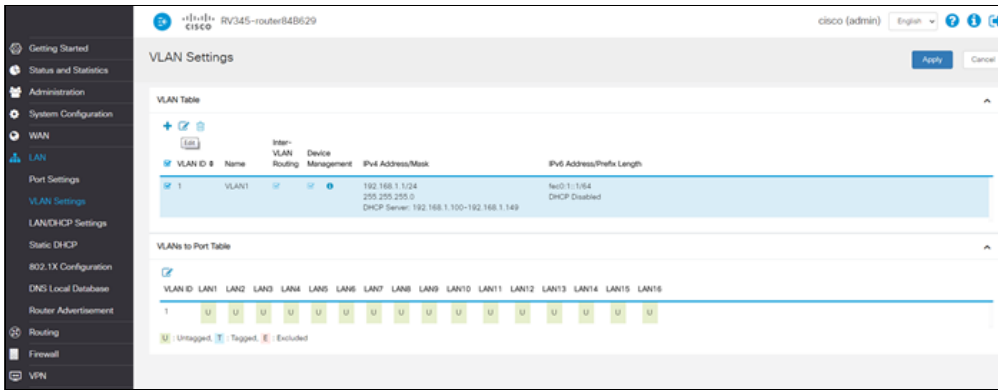 CISCO RV345-router84B629
cisco (admin) English
Getting Started
Status and Statistics
Administration
System Configuration
WAN
LAN
Port Settings
VLAN Settings
LAN/DHCP Settings
Static DHCP
802.1X Configuration
DNS Local Database
Router Advertisement
Routing
Firewall
VPN
VLAN Settings
Apply Cancel
VLAN Table
Edit
VLAN ID Name Inter-VLAN Routing Device Management IPv4 Address/Mask IPv6 Address/Prefix Length
1 VLAN1 192.168.1.1/24 fec0:1::1/64
255.255.255.0 DHCP Disabled
DHCP Server: 192.168.1.100-192.168.1.149
VLANs to Port Table
VLAN ID LAN1 LAN2 LAN3 LAN4 LAN5 LAN6 LAN7 LAN8 LAN9 LAN10 LAN11 LAN12 LAN13 LAN14 LAN15 LAN16
1 U U U U U U U U U U U U U U U U
U : Untagged, T : Tagged, E : Excluded